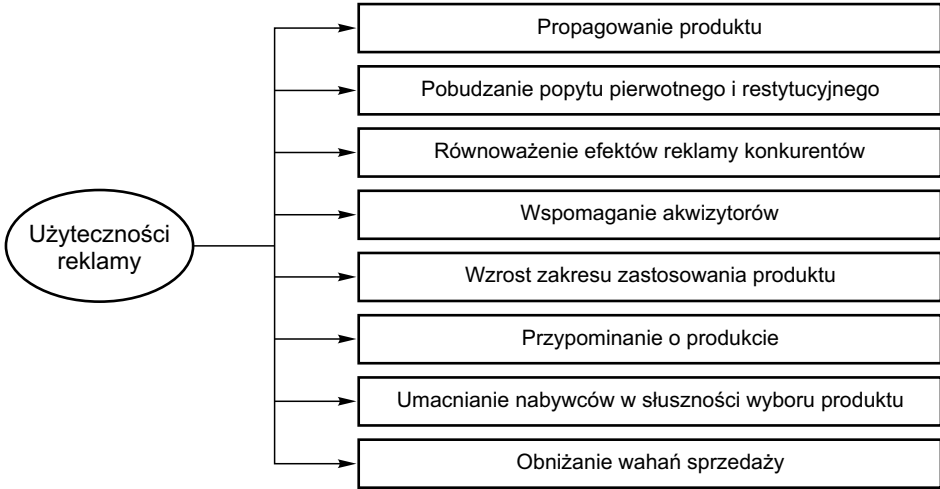 Propagowanie produktu
Pobudzanie popytu pierwotnego i restytucyjnego
Równoważenie efektów reklamy konkurentów
Wspomaganie akwizytorów
Użyteczności
reklamy
Wzrost zakresu zastosowania produktu
Przypominanie o produkcie
Umacnianie nabywców w słuszności wyboru produktu
Obniżanie wahań sprzedaży